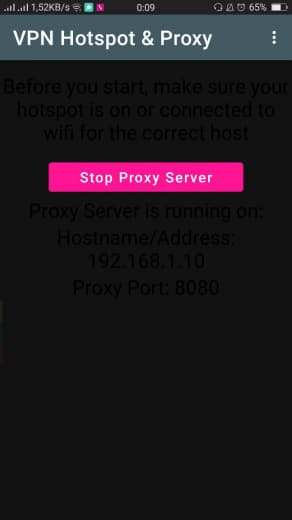 1,52KB/s 0:09 65%
VPN Hotspot & Proxy
Before you start, make sure your
hotspot is on or connected to
wifi for the correct host
Stop Proxy Server
Proxy Server is running on:
Hostname/Address:
192.168.1.10
Proxy Port: 8080